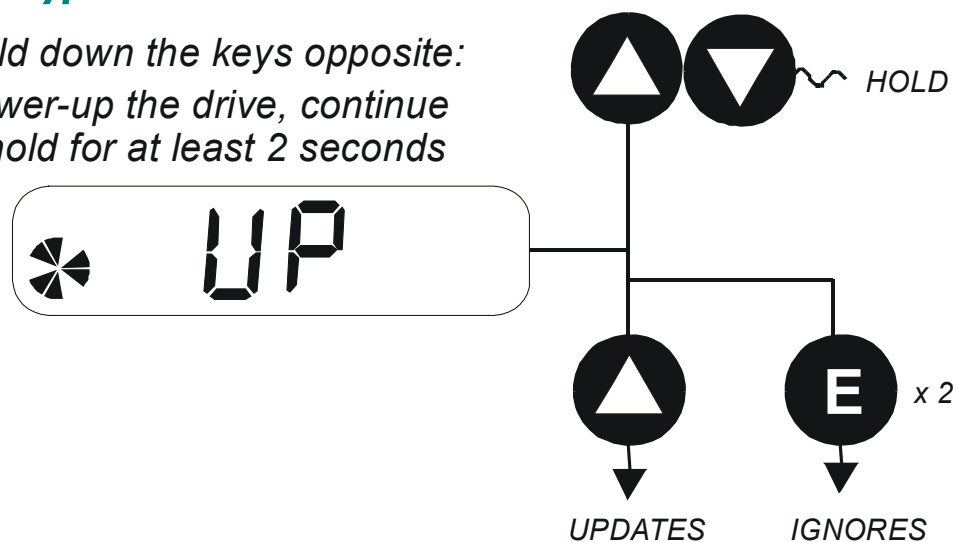 ld down the keys opposite:
wer-up the drive, continue
hold for at least 2 seconds
HOLD
UP
E
x 2
UPDATES
IGNORES